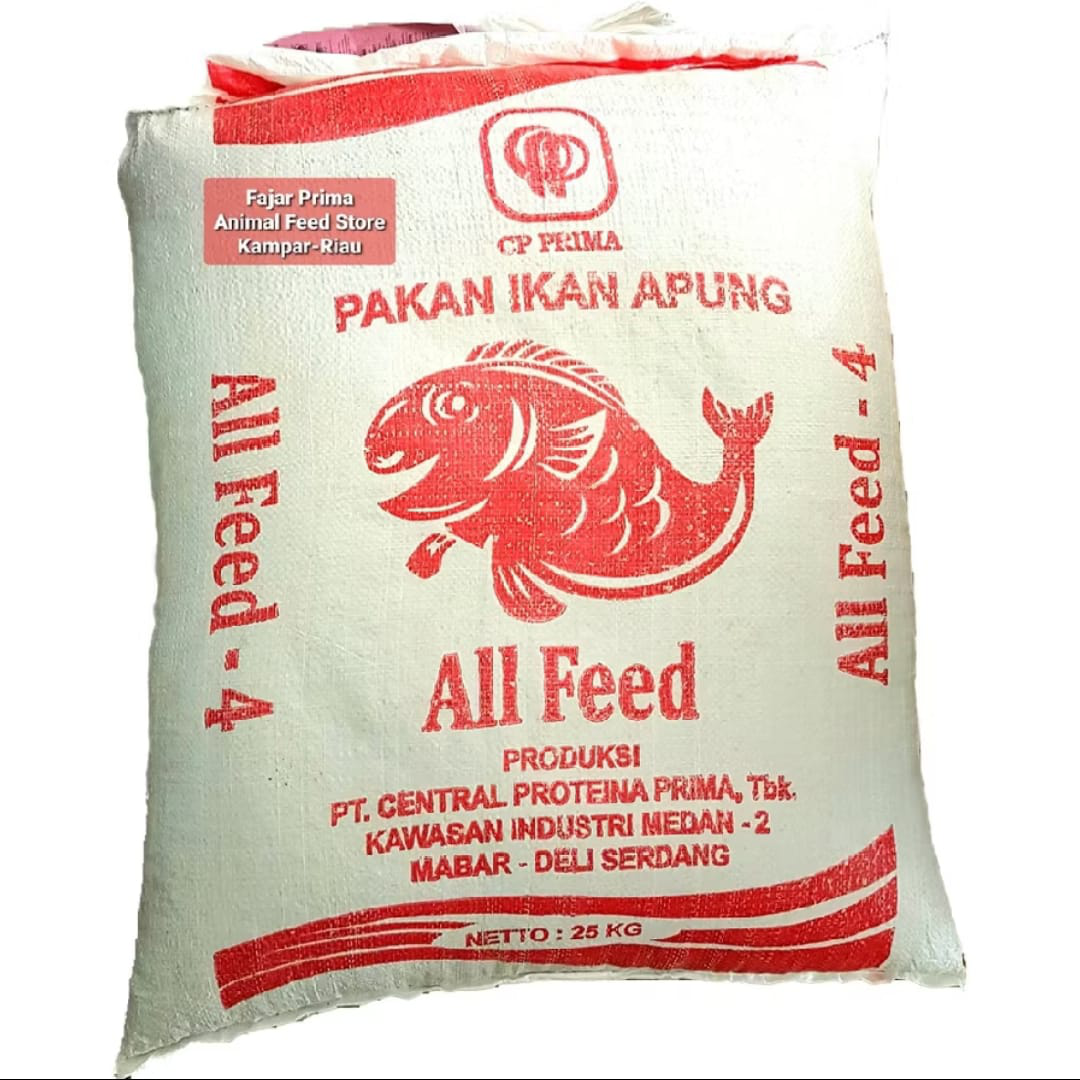 Fajar Prima
Animal Feed Store
Kampar-Riau
CP PRIMA
PAKAN IKAN APUNG
All Feed - 4
All Feed - 4
All Feed
PRODUKSI
PT. CENTRAL PROTEINA PRIMA, Tbk.
KAWASAN INDUSTRI MEDAN - 2
MABAR - DELI SERDANG
NETTO : 25 KG